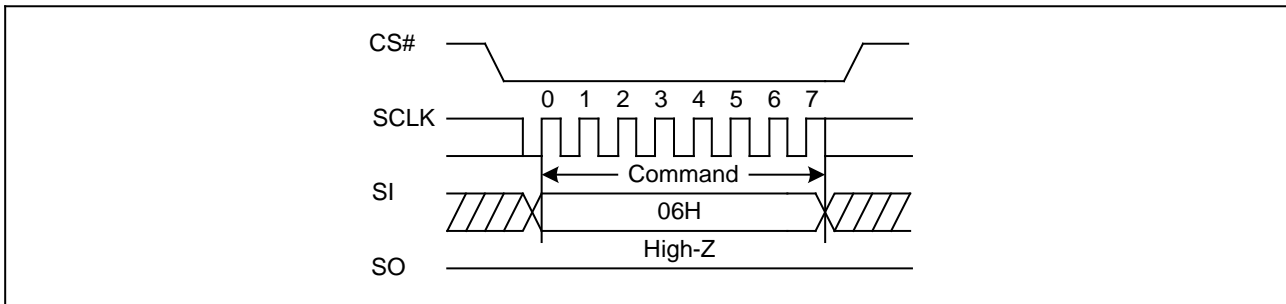 CS#
0 1 2 3 4 5 6 7
SCLK
Command
SI
06H
High-Z
SO